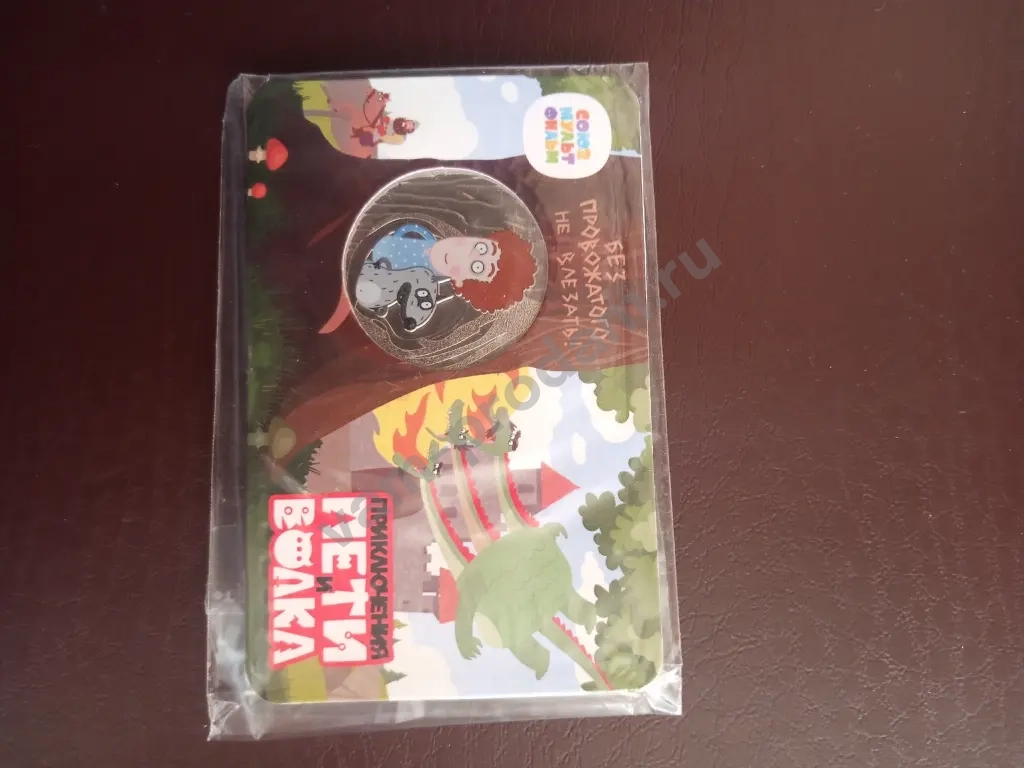 СОЮЗ
МУЛЬТ
ФИЛЬМ
БЕЗ
ПРОВОЖАТОГО
НЕ ВЛЕЗАТЬ!
ПРИКЛЮЧЕНИЯ
ПЕТИ
И
ВОЛКА